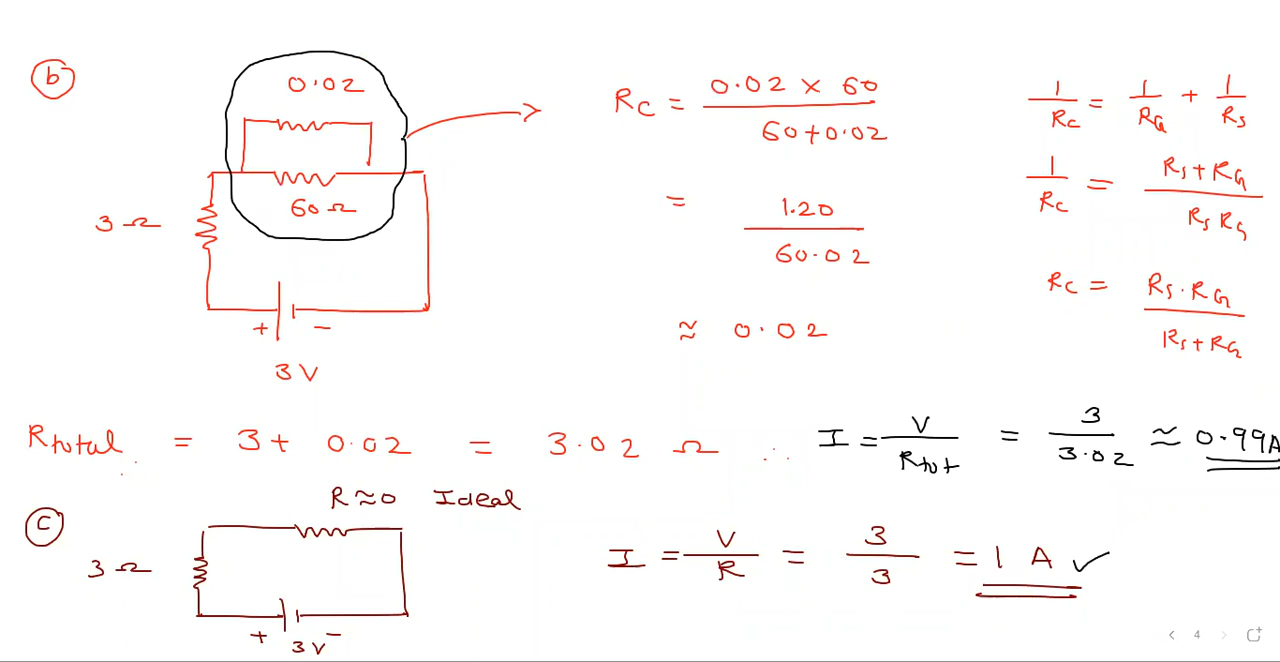 (b)
0.02
60 Ω
3 Ω
+ −
3 V
Rc = 0.02 × 60 / 60+0.02
= 1.20 / 60.02
≈ 0.02
1/Rc = 1/RG + 1/Rs
1/Rc = Rs+RG / Rs RG
Rc = Rs.RG / Rs+RG
Rtotal = 3+ 0.02 = 3.02 Ω ∴ I = V/Rtot = 3/3.02 ≈ 0.99A
(c)
R≈0 Ideal
3 Ω
+ −
3V
I = V/R = 3/3 = 1 A ✓
< 4 >